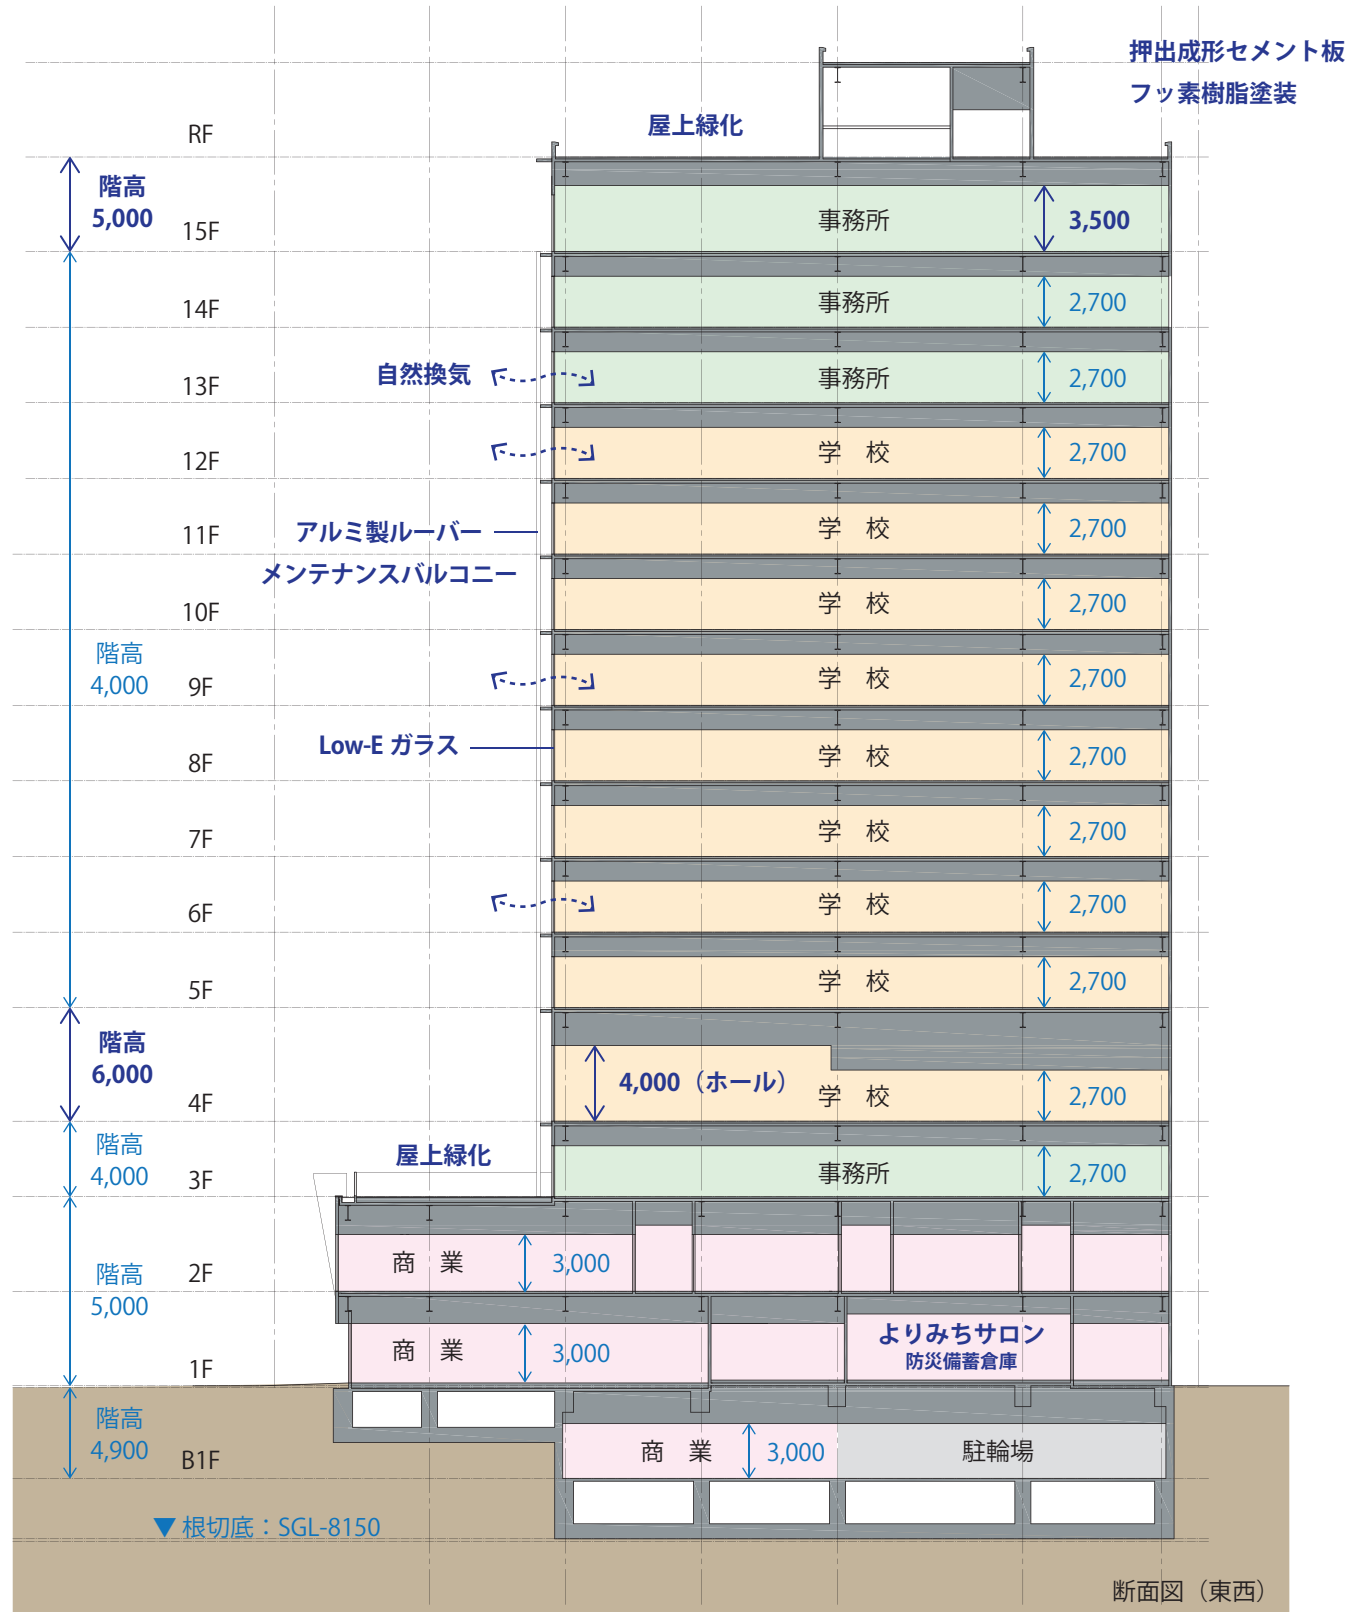 押出成形セメント板
フッ素樹脂塗装
屋上緑化
RF
階高
5,000
15F
事務所
3,500
14F
事務所
2,700
自然換気
13F
事務所
2,700
12F
学　校
2,700
アルミ製ルーバー
11F
学　校
2,700
メンテナンスバルコニー
10F
学　校
2,700
階高
4,000
9F
学　校
2,700
Low-E ガラス
8F
学　校
2,700
7F
学　校
2,700
6F
学　校
2,700
5F
学　校
2,700
階高
6,000
4F
4,000（ホール）
学　校
2,700
階高
4,000
屋上緑化
3F
事務所
2,700
2F
商　業
3,000
階高
5,000
1F
商　業
3,000
よりみちサロン
防災備蓄倉庫
階高
4,900
B1F
商　業
3,000
駐輪場
▼根切底：SGL-8150
断面図（東西）